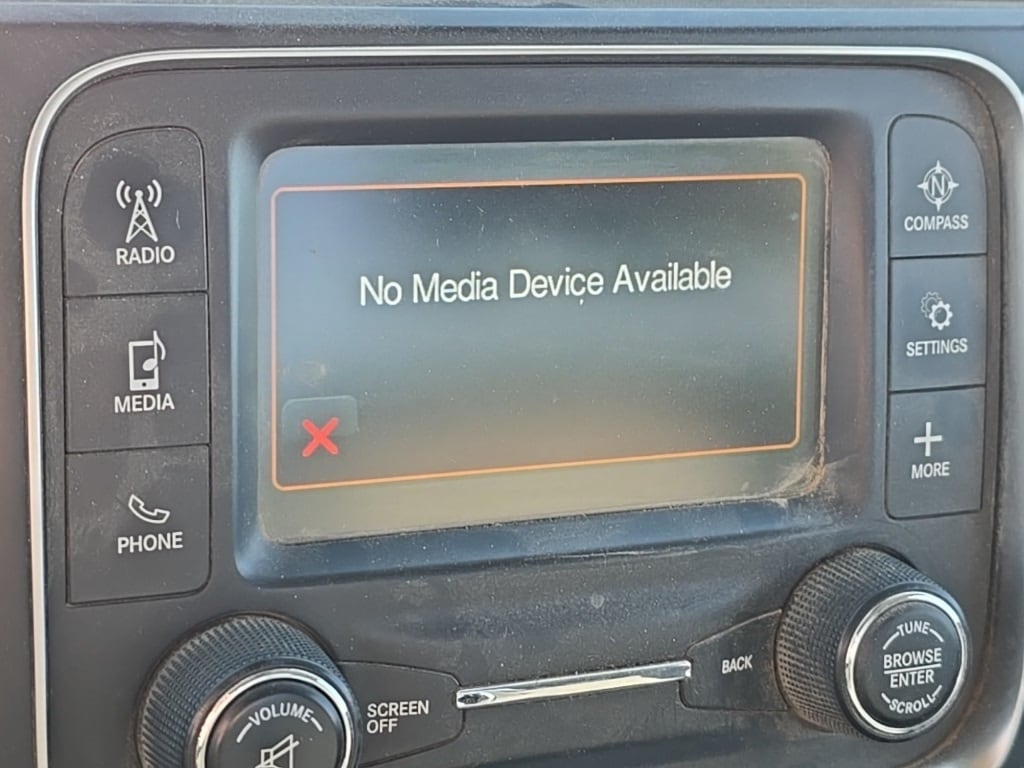 RADIO
MEDIA
PHONE
No Media Device Available
N
COMPASS
SETTINGS
MORE
VOLUME
SCREEN
OFF
BACK
TUNE
BROWSE
ENTER
SCROLL